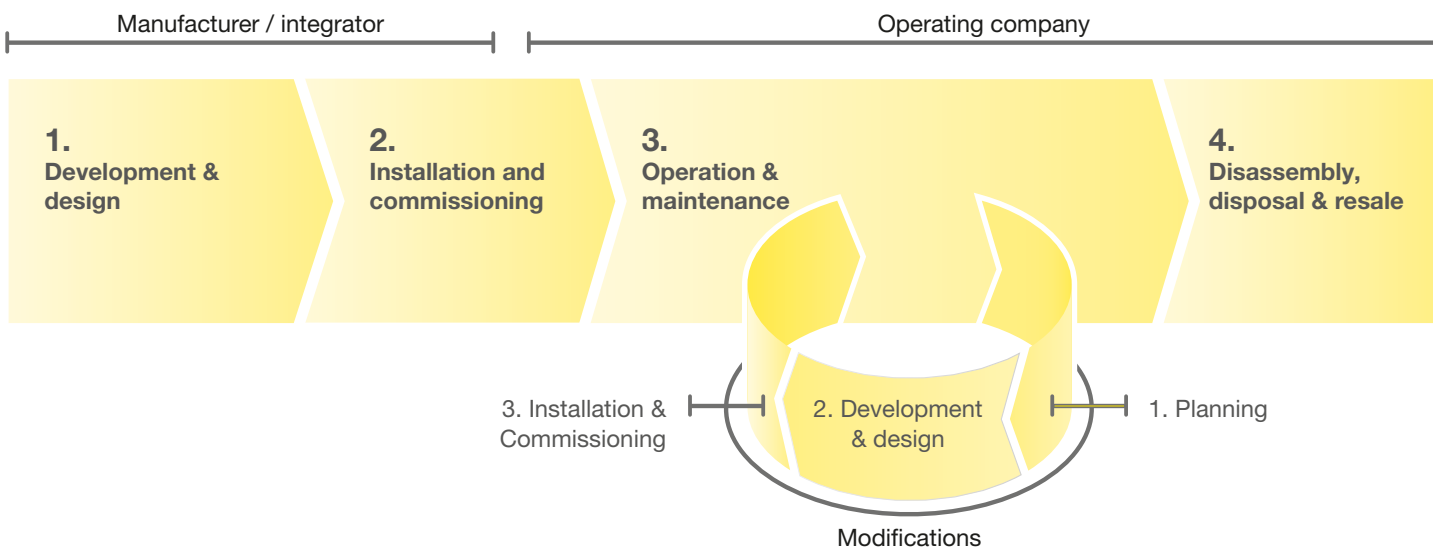 Manufacturer / integrator
Operating company
1.
Development &
design
2.
Installation and
commissioning
3.
Operation &
maintenance
4.
Disassembly,
disposal & resale
3. Installation &
Commissioning
2. Development
& design
1. Planning
Modifications